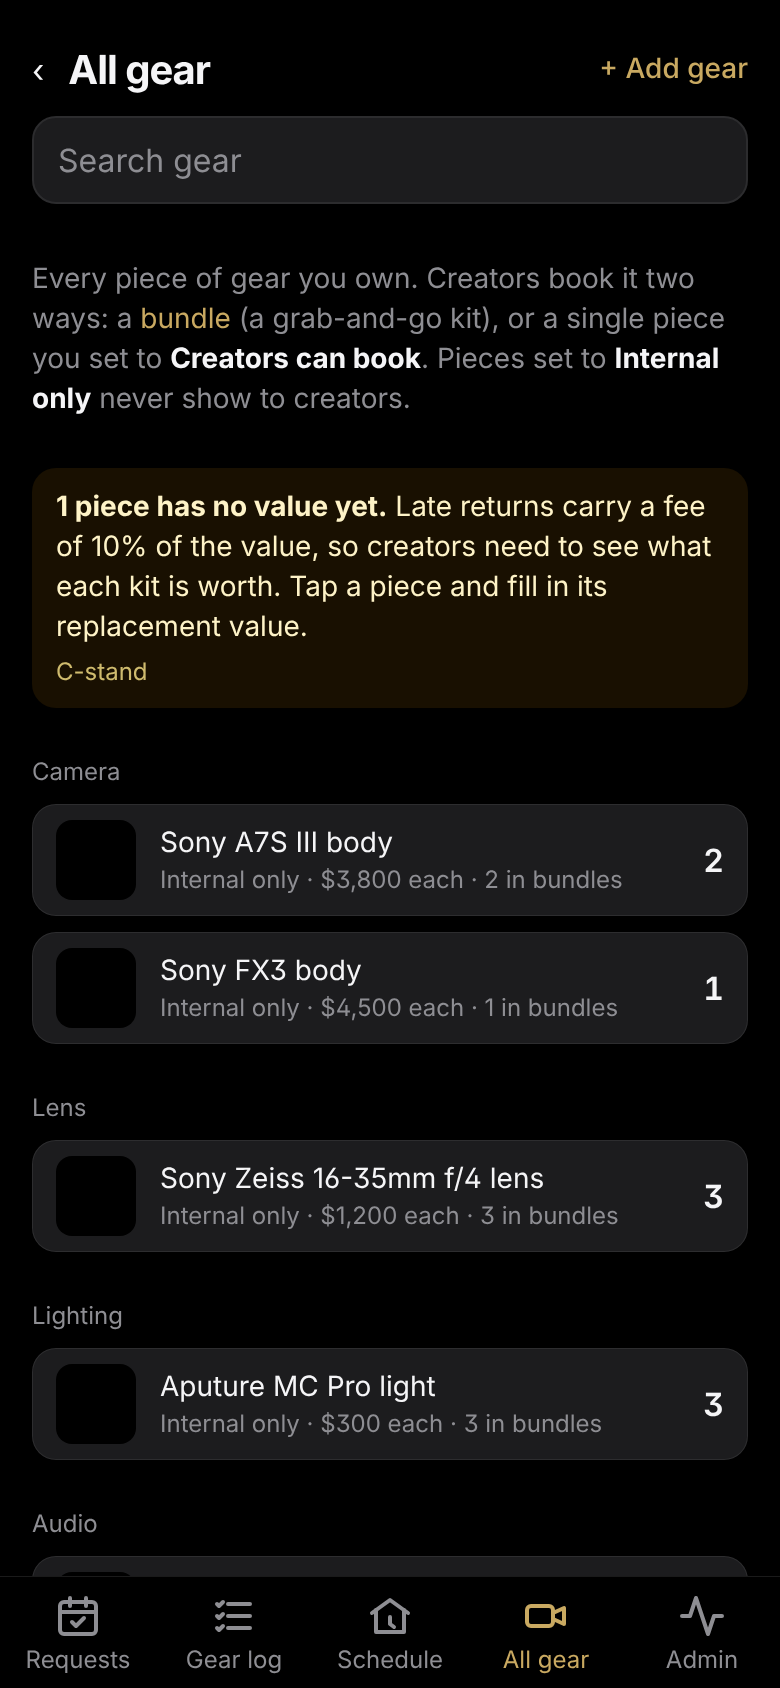 ‹ All gear
+ Add gear
Search gear
Every piece of gear you own. Creators book it two
ways: a bundle (a grab-and-go kit), or a single piece
you set to Creators can book. Pieces set to Internal
only never show to creators.
1 piece has no value yet. Late returns carry a fee
of 10% of the value, so creators need to see what
each kit is worth. Tap a piece and fill in its
replacement value.
C-stand
Camera
Sony A7S III body
Internal only · $3,800 each · 2 in bundles
2
Sony FX3 body
Internal only · $4,500 each · 1 in bundles
1
Lens
Sony Zeiss 16-35mm f/4 lens
Internal only · $1,200 each · 3 in bundles
3
Lighting
Aputure MC Pro light
Internal only · $300 each · 3 in bundles
3
Audio
Requests
Gear log
Schedule
All gear
Admin